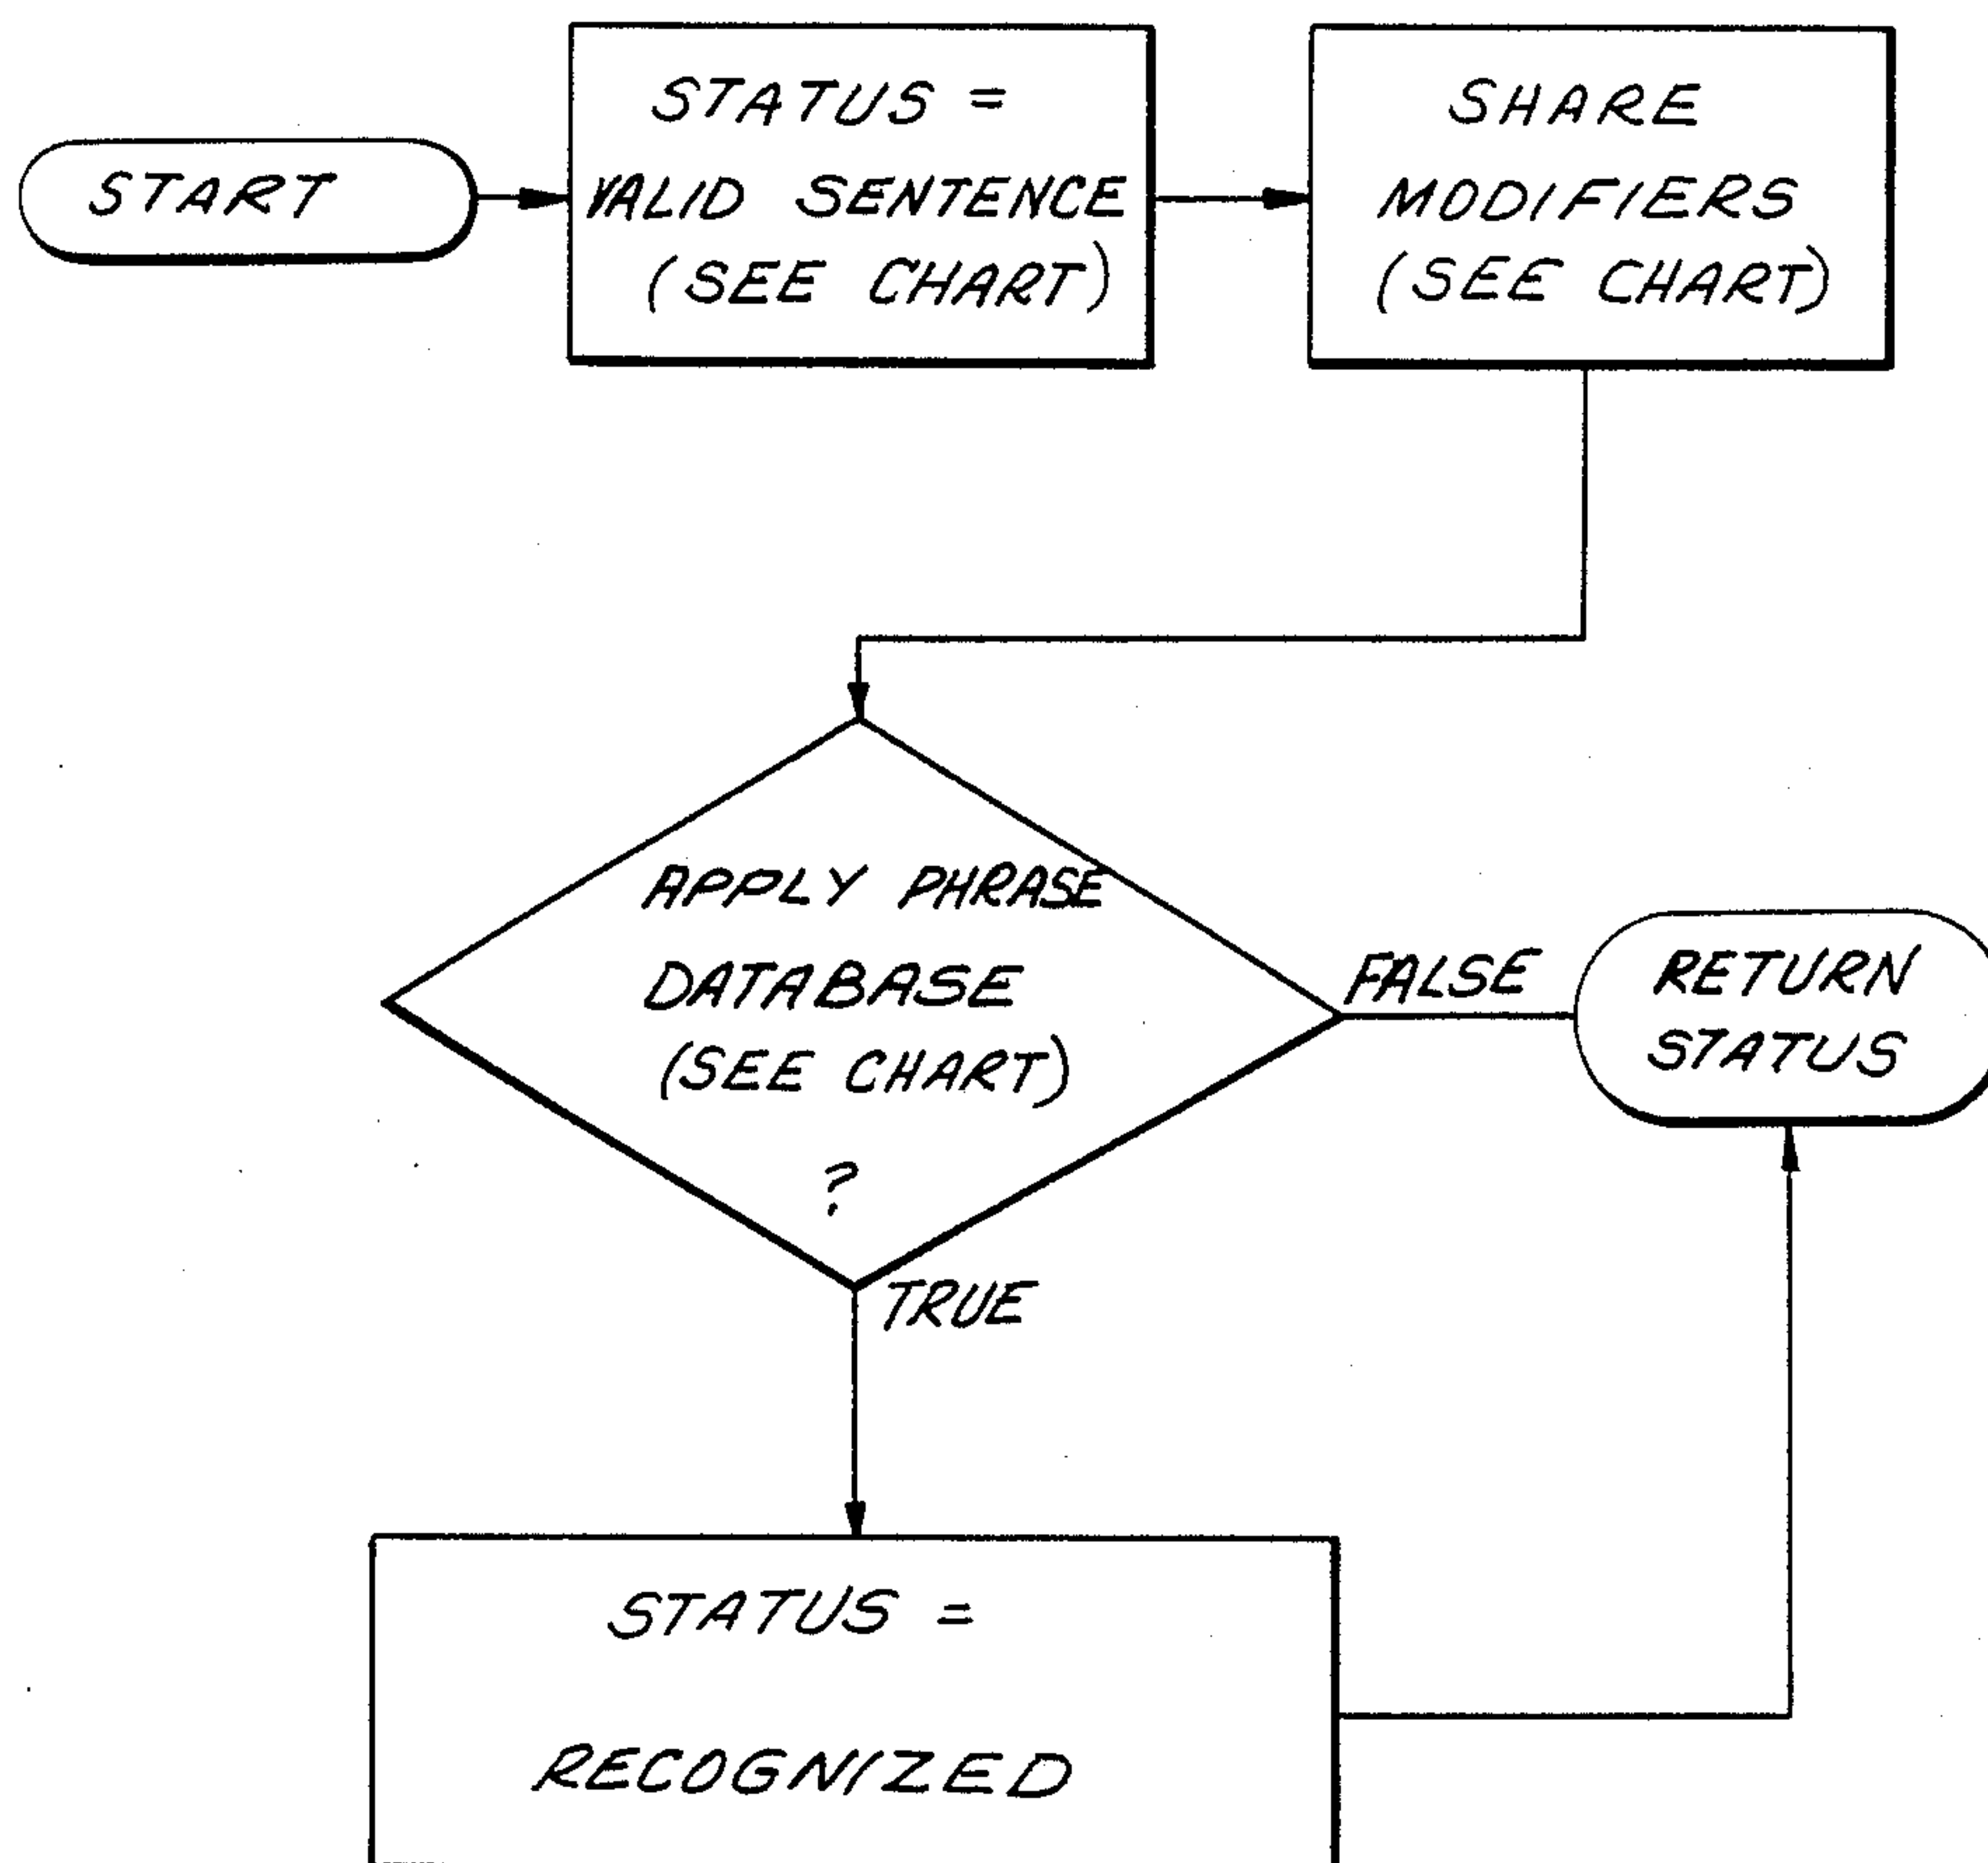 START
STATUS =
VALID SENTENCE
(SEE CHART)
SHARE
MODIFIERS
(SEE CHART)
APPLY PHRASE
DATABASE
(SEE CHART)
?
FALSE
RETURN
STATUS
TRUE
STATUS =
RECOGNIZED